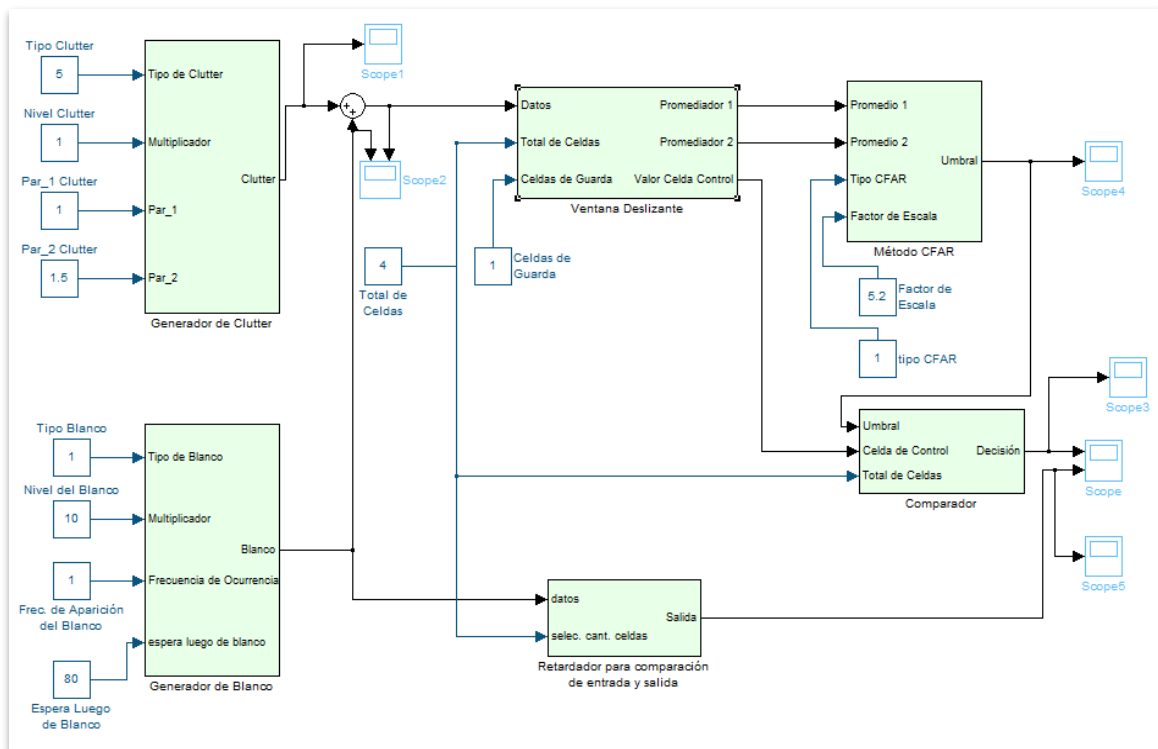 Tipo Clutter
5
Nivel Clutter
1
Par_1 Clutter
1
Par_2 Clutter
1.5
Tipo de Clutter
Multiplicador
Par_1
Par_2
Clutter
Generador de Clutter
Scope1
Scope2
Datos
Total de Celdas
Celdas de Guarda
Promediador 1
Promediador 2
Valor Celda Control
Ventana Deslizante
4
Total de
Celdas
1
Celdas de
Guarda
Promedio 1
Promedio 2
Tipo CFAR
Factor de Escala
Umbral
Método CFAR
Scope4
5.2
Factor de
Escala
1
tipo CFAR
Umbral
Celda de Control
Total de Celdas
Decisión
Comparador
Scope3
Scope
Scope5
Tipo Blanco
1
Nivel del Blanco
10
1
Frec. de Aparición
del Blanco
80
Espera Luego
de Blanco
Tipo de Blanco
Multiplicador
Frecuencia de Ocurrencia
espera luego de blanco
Blanco
Generador de Blanco
datos
selec. cant. celdas
Salida
Retardador para comparación
de entrada y salida